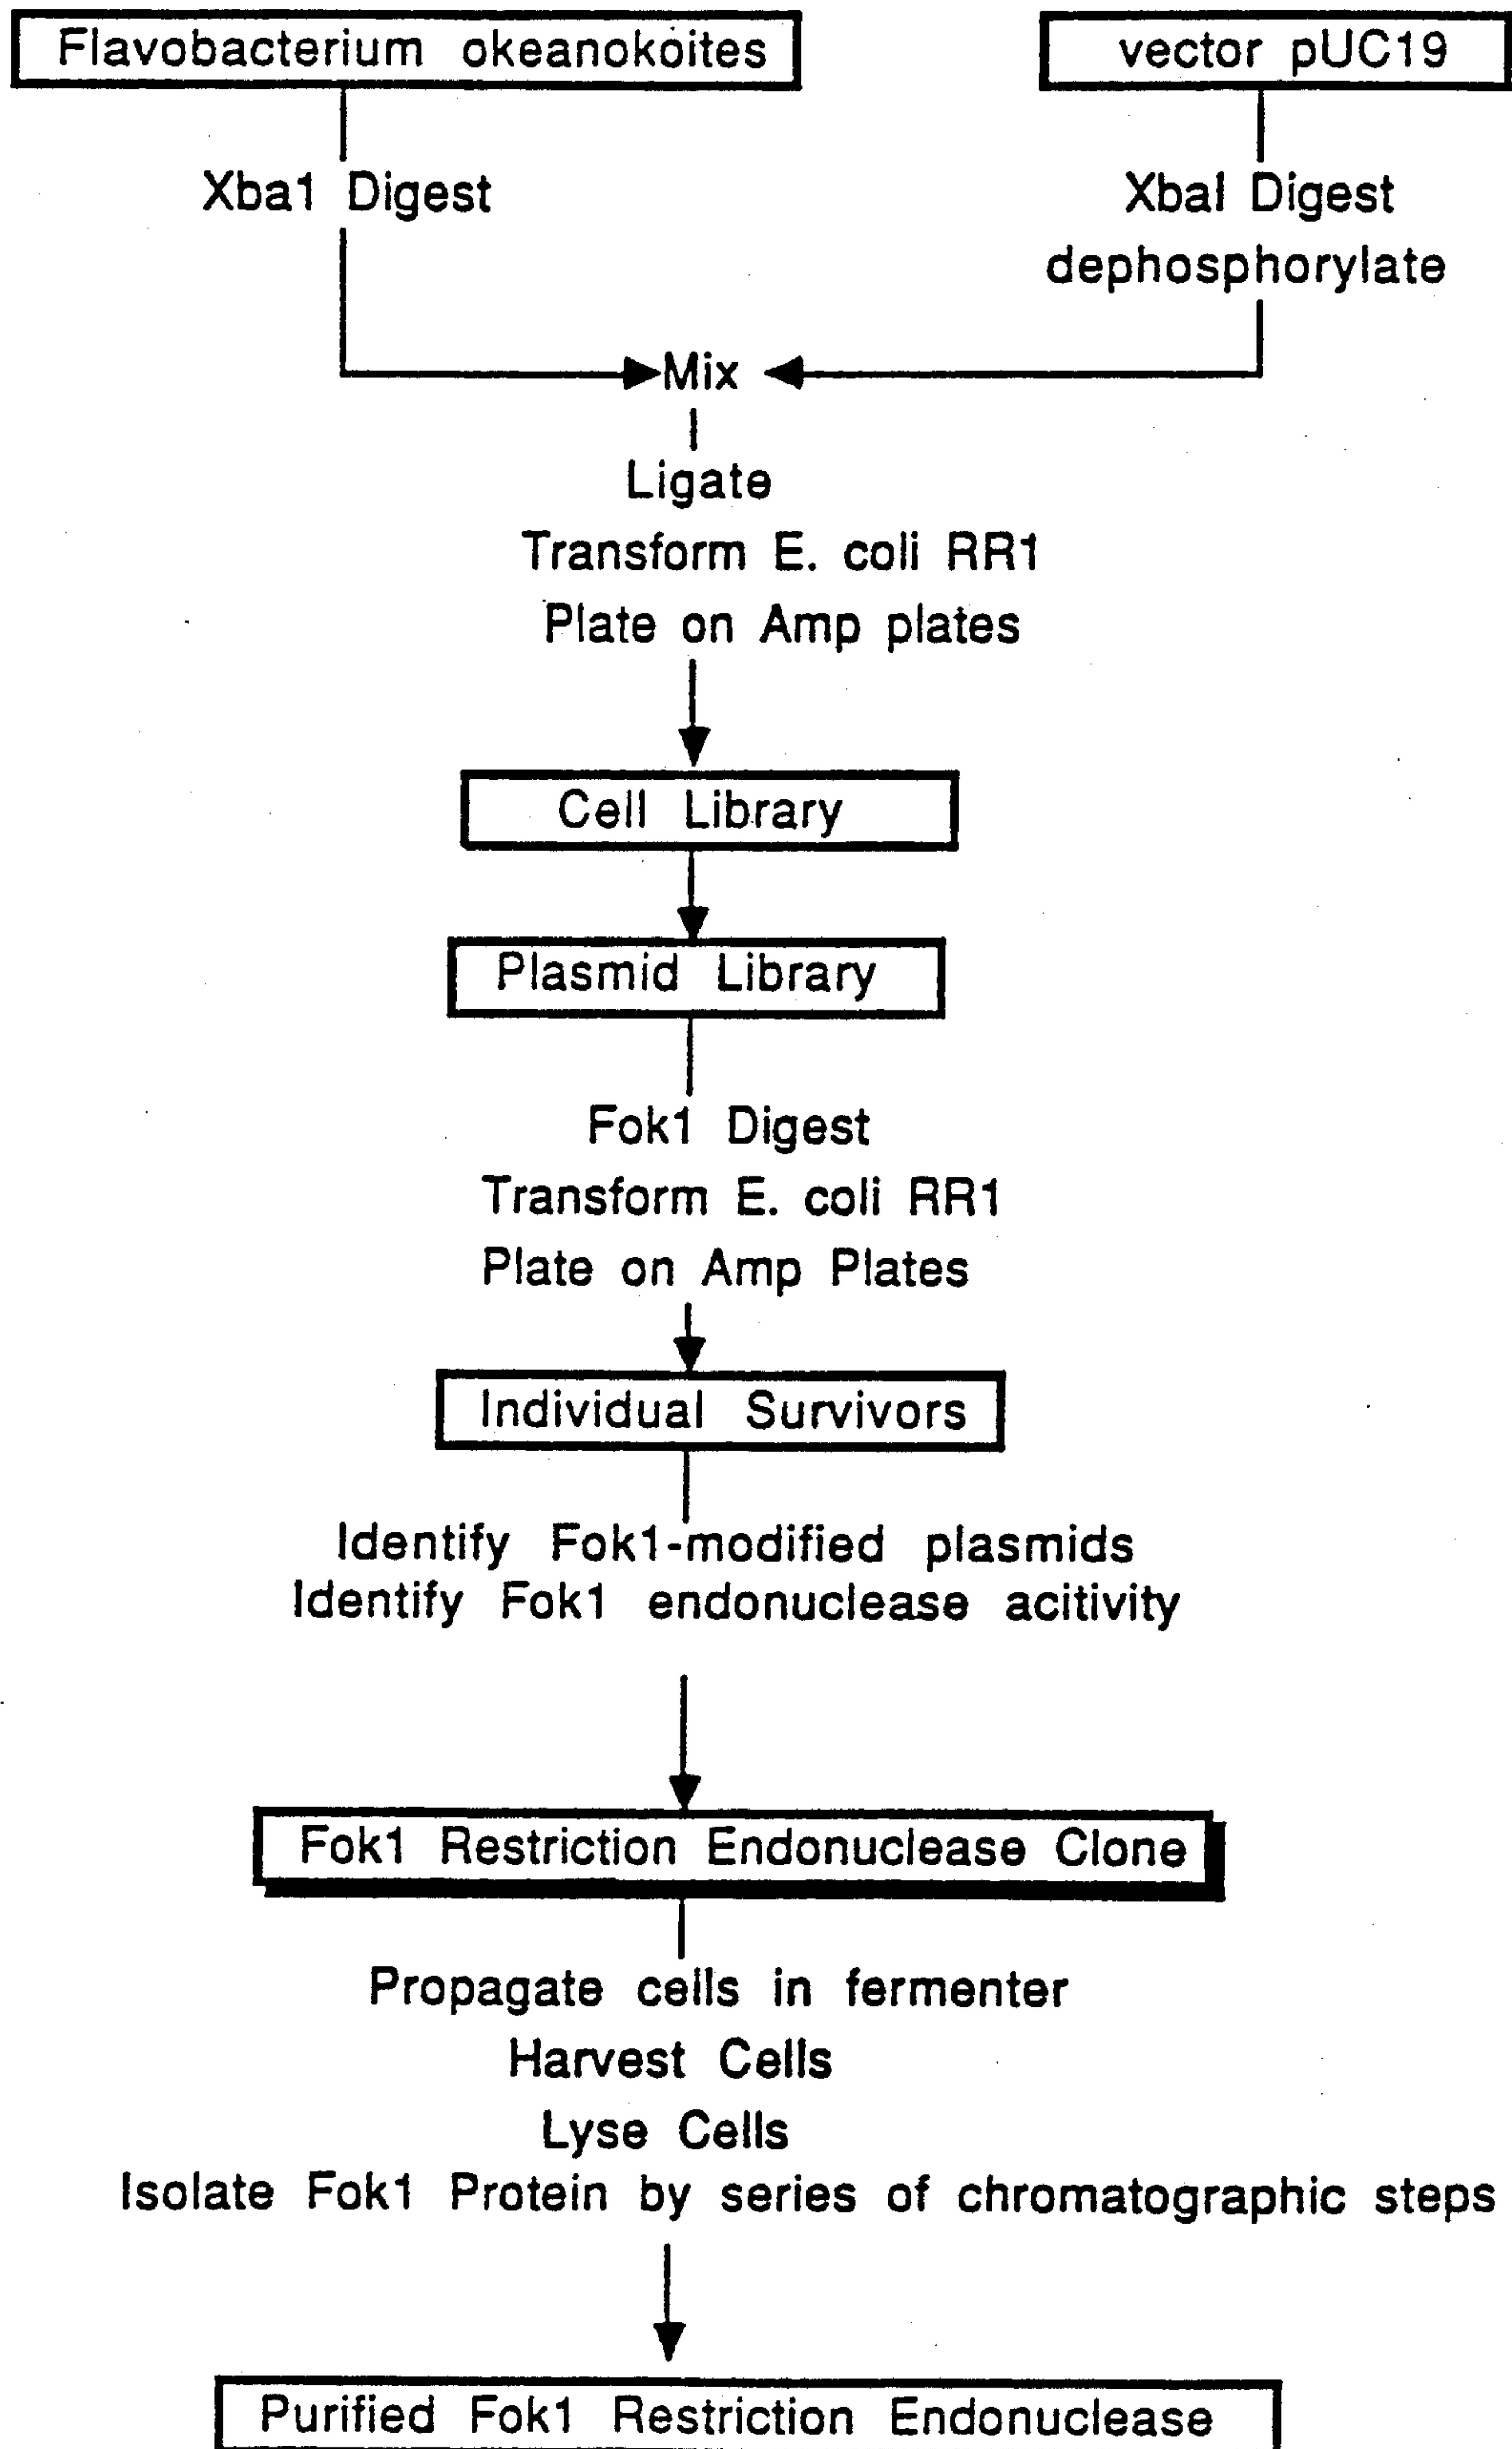 Flavobacterium okeanokoites
vector pUC19
Xba1 Digest
XbaI Digest
dephosphorylate
Mix
Ligate
Transform E. coli RR1
Plate on Amp plates
Cell Library
Plasmid Library
Fok1 Digest
Transform E. coli RR1
Plate on Amp Plates
Individual Survivors
Identify Fok1-modified plasmids
Identify Fok1 endonuclease acitivity
Fok1 Restriction Endonuclease Clone
Propagate cells in fermenter
Harvest Cells
Lyse Cells
Isolate Fok1 Protein by series of chromatographic steps
Purified Fok1 Restriction Endonuclease